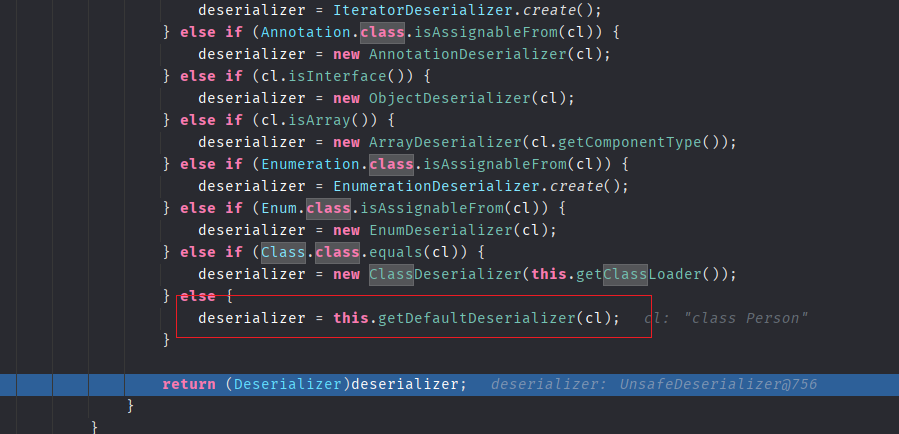 deserializer = IteratorDeserializer.create();
} else if (Annotation.class.isAssignableFrom(cl)) {
deserializer = new AnnotationDeserializer(cl);
} else if (cl.isInterface()) {
deserializer = new ObjectDeserializer(cl);
} else if (cl.isArray()) {
deserializer = new ArrayDeserializer(cl.getComponentType());
} else if (Enumeration.class.isAssignableFrom(cl)) {
deserializer = EnumerationDeserializer.create();
} else if (Enum.class.isAssignableFrom(cl)) {
deserializer = new EnumDeserializer(cl);
} else if (Class.class.equals(cl)) {
deserializer = new ClassDeserializer(this.getClassLoader());
} else {
deserializer = this.getDefaultDeserializer(cl); cl: "class Person"
}
return (Deserializer)deserializer; deserializer: UnsafeDeserializer@756
}
}